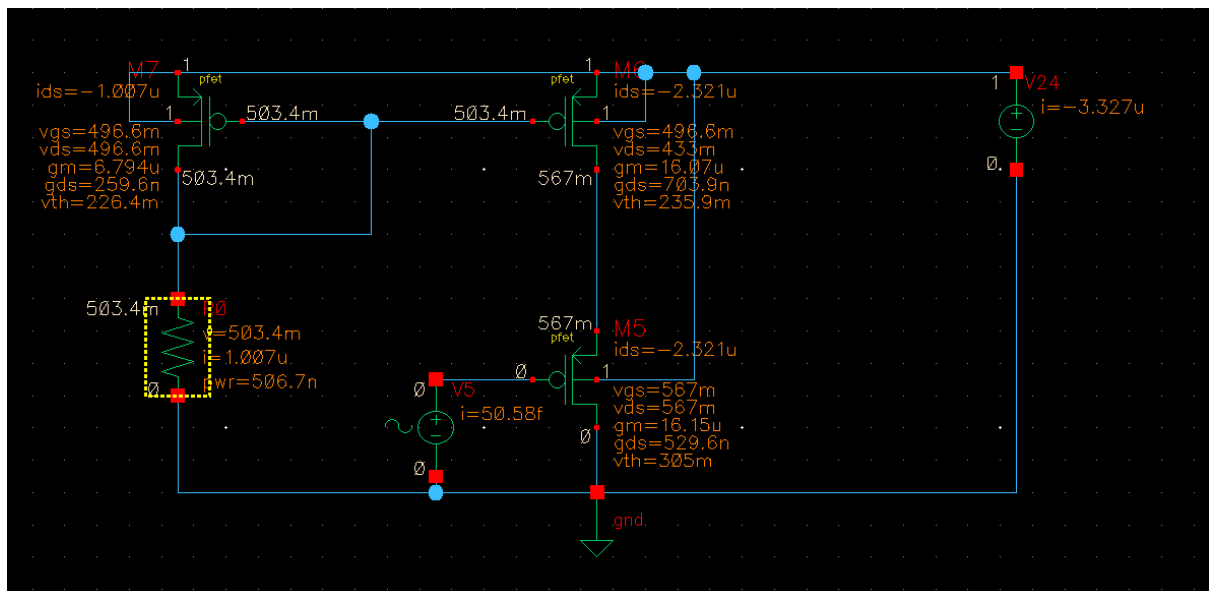 M7
1
pfet
ids=-1.007u
1
503.4m
vgs=496.6m
vds=496.6m
gm=6.794u
gds=259.6n
vth=226.4m
503.4m
1
pfet
ids=-2.321u
503.4m
1
vgs=496.6m
vds=433m
gm=16.07u
gds=703.9n
vth=235.9m
567m
1
V24
i=-3.327u
0
503.4m
v=503.4m
i=1.007u
pwr=506.7n
0
567m
pfet
M5
ids=-2.321u
0
1
vgs=567m
vds=567m
gm=16.15u
gds=529.6n
vth=305m
0
0
V5
i=50.58f
0
gnd